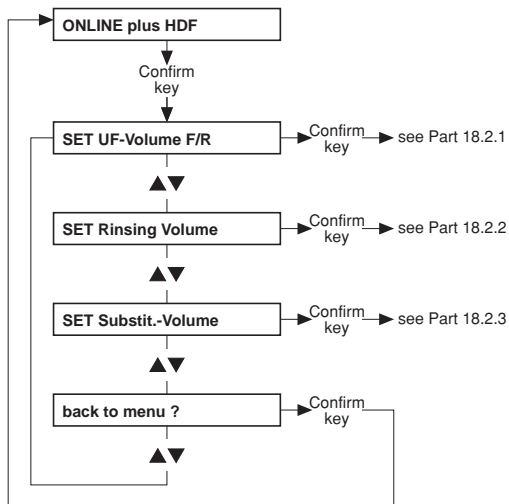 ONLINE plus HDF
Confirm
key
SET UF-Volume F/R
Confirm
key
see Part 18.2.1
SET Rinsing Volume
Confirm
key
see Part 18.2.2
SET Substit.-Volume
Confirm
key
see Part 18.2.3
back to menu ?
Confirm
key